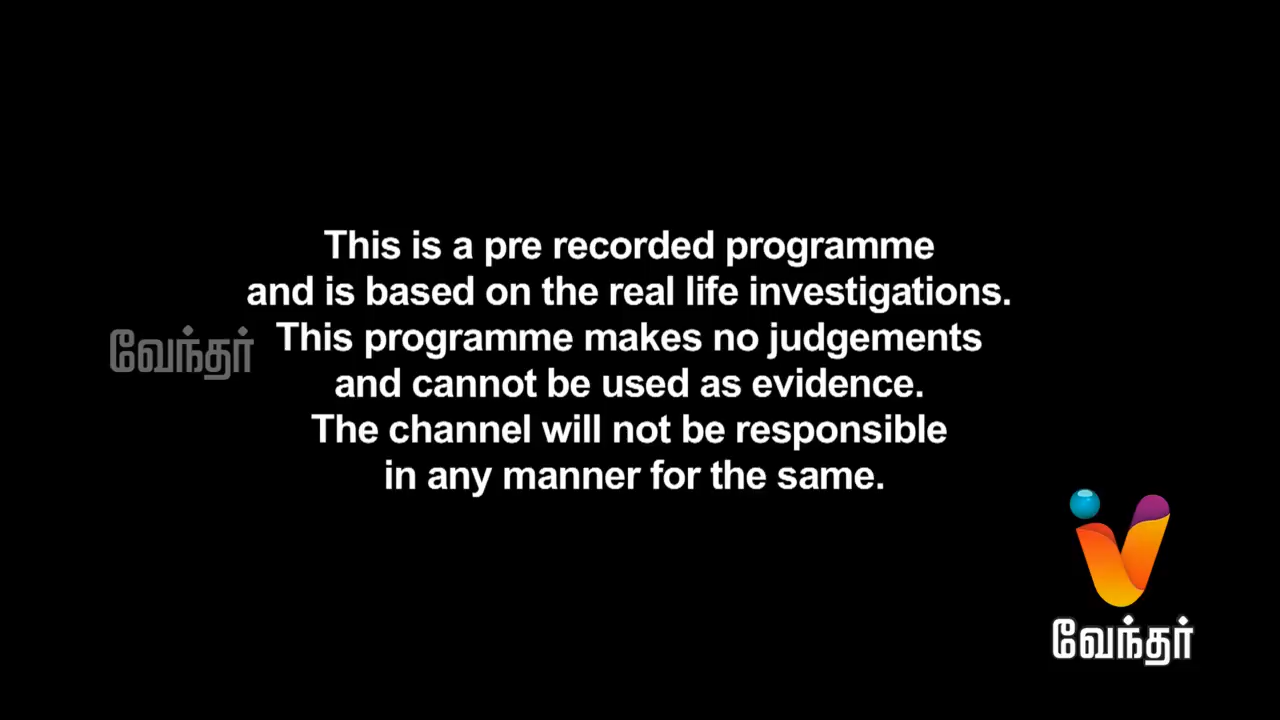 This is a pre recorded programme
and is based on the real life investigations.
வேந்தர்
This programme makes no judgements
and cannot be used as evidence.
The channel will not be responsible
in any manner for the same.
வேந்தர்